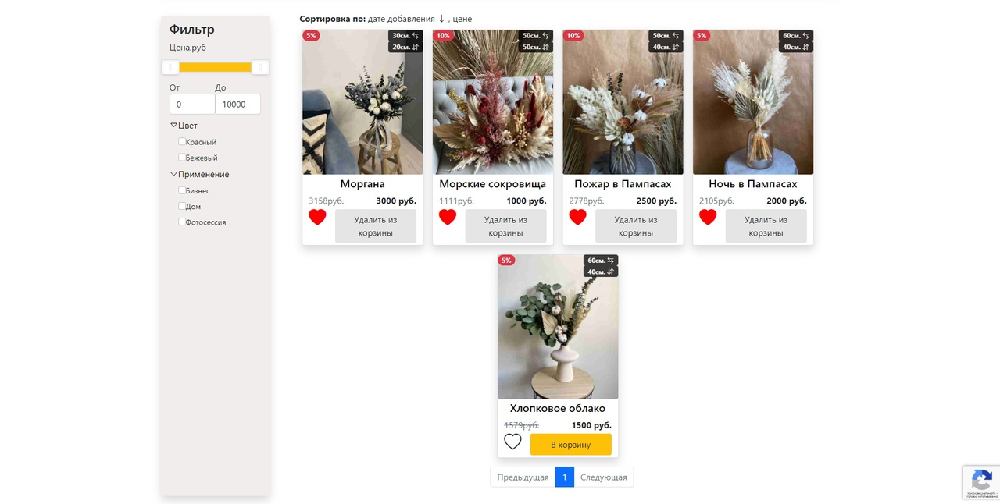 Фильтр
Цена,руб
От До
0 10000
Цвет
Красный
Бежевый
Применение
Бизнес
Дом
Фотосессия
Сортировка по: дате добавления ↓ , цене
5%
30см. ⇆
20см. ⇵
Моргана
3158руб. 3000 руб.
Удалить из
корзины
10%
50см. ⇆
50см. ⇵
Морские сокровища
1111руб. 1000 руб.
Удалить из
корзины
10%
50см. ⇆
40см. ⇵
Пожар в Пампасах
2778руб. 2500 руб.
Удалить из
корзины
5%
60см. ⇆
40см. ⇵
Ночь в Пампасах
2105руб. 2000 руб.
Удалить из
корзины
5%
60см. ⇆
40см. ⇵
Хлопковое облако
1579руб. 1500 руб.
В корзину
Предыдущая 1 Следующая